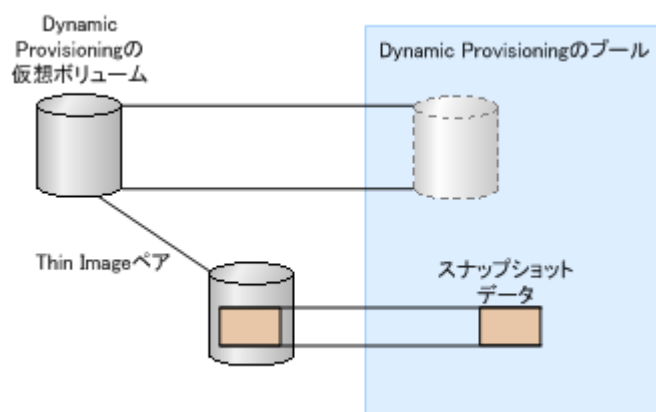 Dynamic
Provisioningの
仮想ボリューム
Dynamic Provisioningのプール
Thin Imageペア
スナップショット
データ